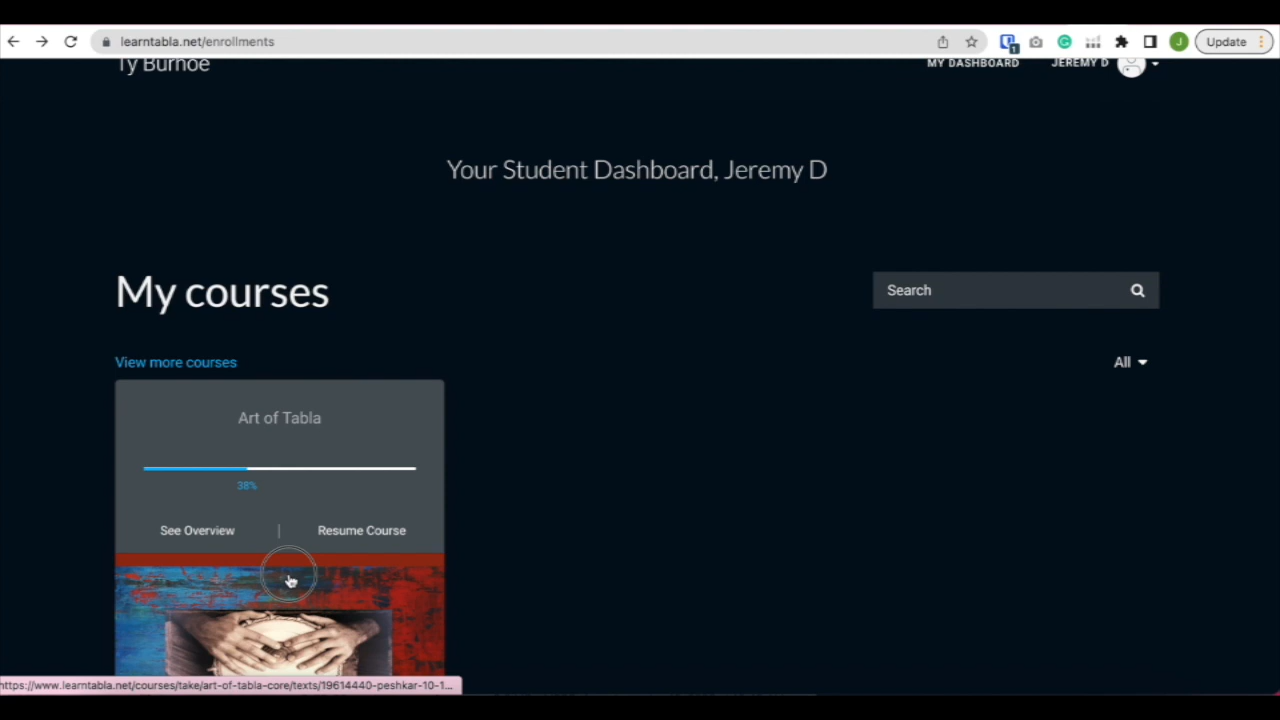 learntabla.net/enrollments
1
J
Update
Ty Burhoe
MY DASHBOARD
JEREMY D
Your Student Dashboard, Jeremy D
My courses
Search
View more courses
All
Art of Tabla
38%
See Overview | Resume Course
https://www.learntabla.net/courses/take/art-of-tabla-core/texts/19614440-peshkar-10-1...